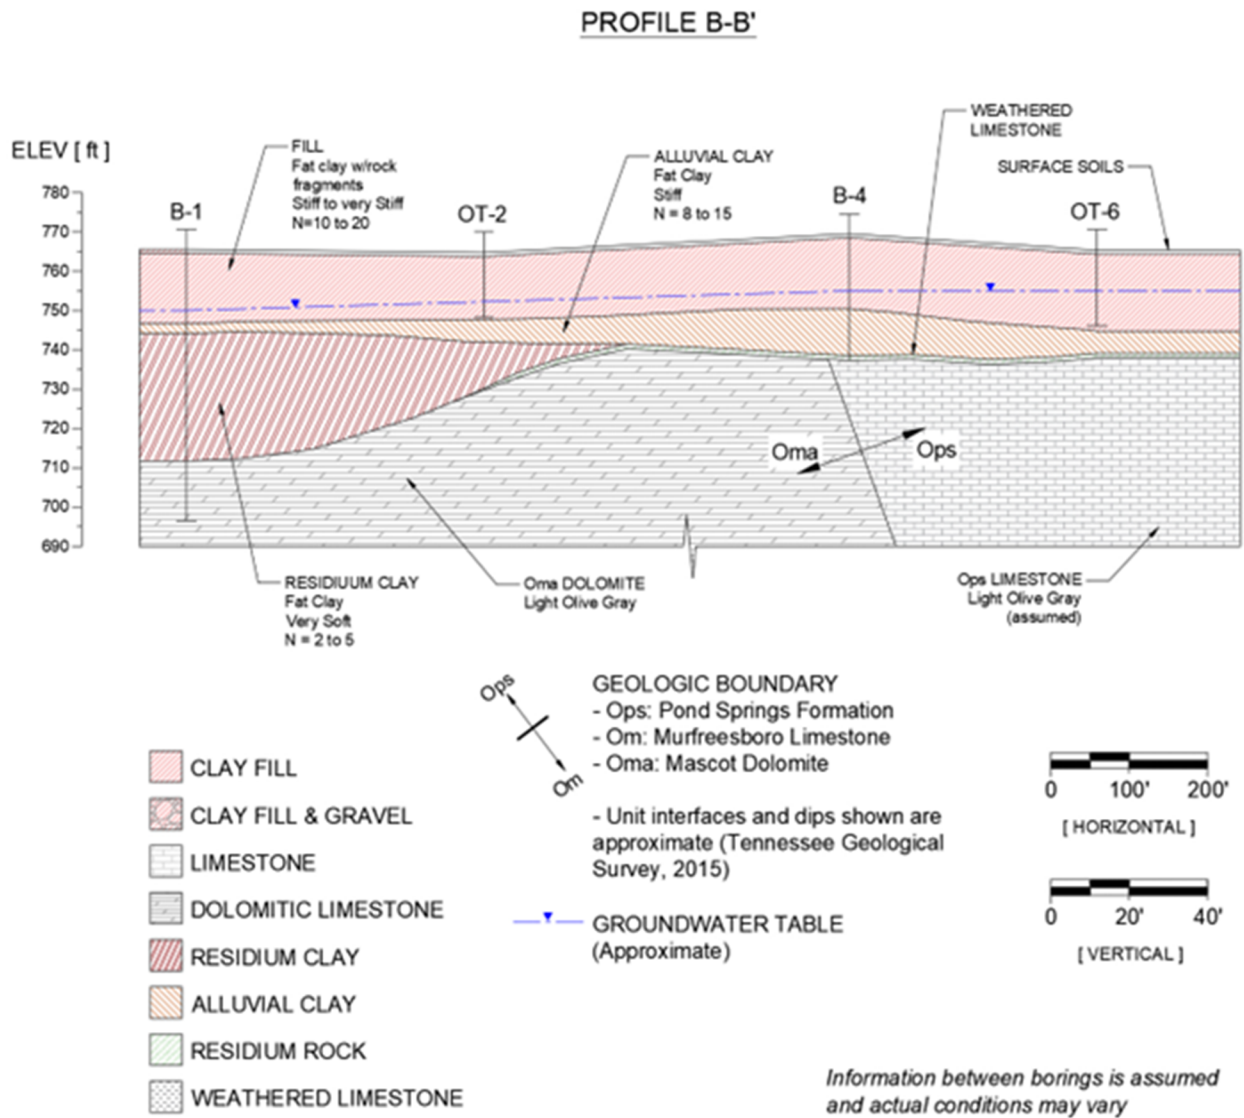 PROFILE B-B'
WEATHERED
LIMESTONE
ELEV [ ft ]
FILL
Fat clay w/rock
fragments
Stiff to very Stiff
N=10 to 20
ALLUVIAL CLAY
Fat Clay
Stiff
N = 8 to 15
SURFACE SOILS
B-1
OT-2
B-4
OT-6
780
770
760
750
740
730
720
710
700
690
Oma
Ops
RESIDIUUM CLAY
Fat Clay
Very Soft
N = 2 to 5
Oma DOLOMITE
Light Olive Gray
Ops LIMESTONE
Light Olive Gray
(assumed)
Ops
Om
GEOLOGIC BOUNDARY
- Ops: Pond Springs Formation
- Om: Murfreesboro Limestone
- Oma: Mascot Dolomite
- Unit interfaces and dips shown are
approximate (Tennessee Geological
Survey, 2015)
GROUNDWATER TABLE
(Approximate)
CLAY FILL
CLAY FILL & GRAVEL
LIMESTONE
DOLOMITIC LIMESTONE
RESIDIUM CLAY
ALLUVIAL CLAY
RESIDIUM ROCK
WEATHERED LIMESTONE
0 100' 200'
[ HORIZONTAL ]
0 20' 40'
[ VERTICAL ]
Information between borings is assumed
and actual conditions may vary